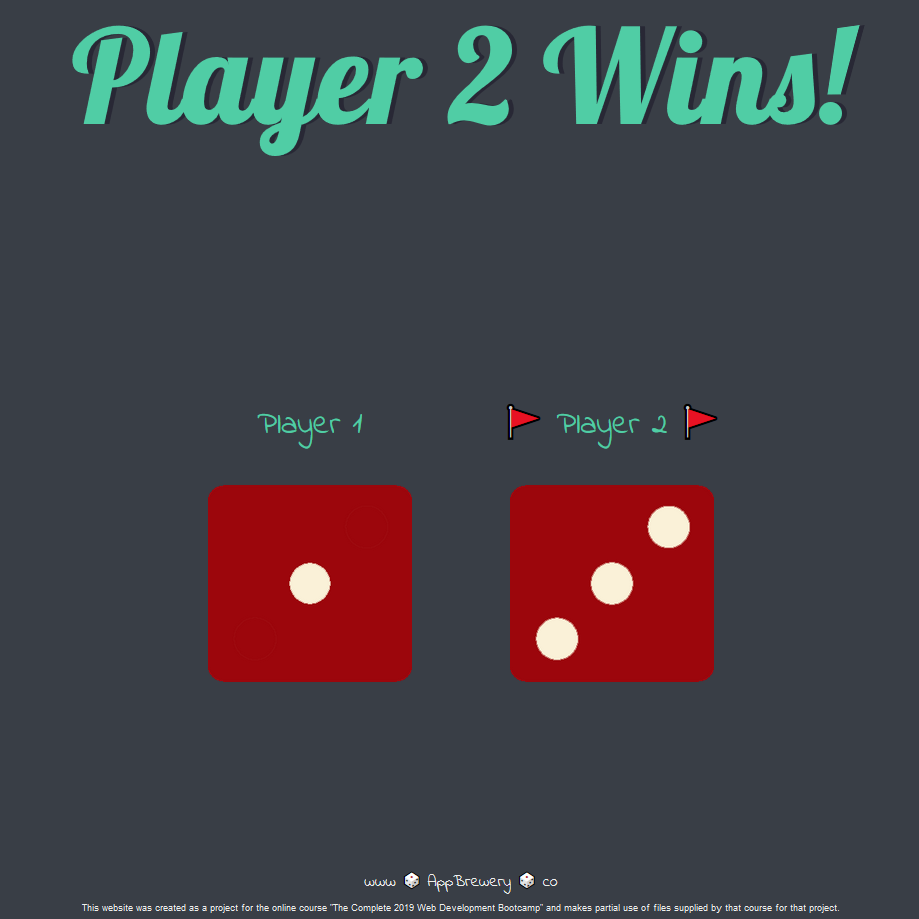 Player 2 Wins!
Player 1
Player 2
www AppBrewery co
This website was created as a project for the online course "The Complete 2019 Web Development Bootcamp" and makes partial use of files supplied by that course for that project.